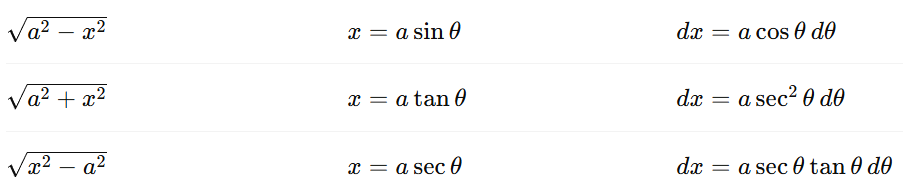 √(a² − x²) x = a sin θ dx = a cos θ dθ
√(a² + x²) x = a tan θ dx = a sec² θ dθ
√(x² − a²) x = a sec θ dx = a sec θ tan θ dθ